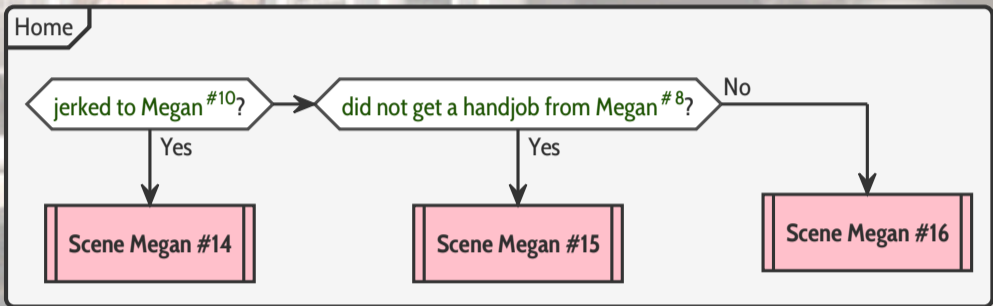 Home
jerked to Megan #10?
did not get a handjob from Megan # 8?
No
Yes
Yes
Scene Megan #14
Scene Megan #15
Scene Megan #16